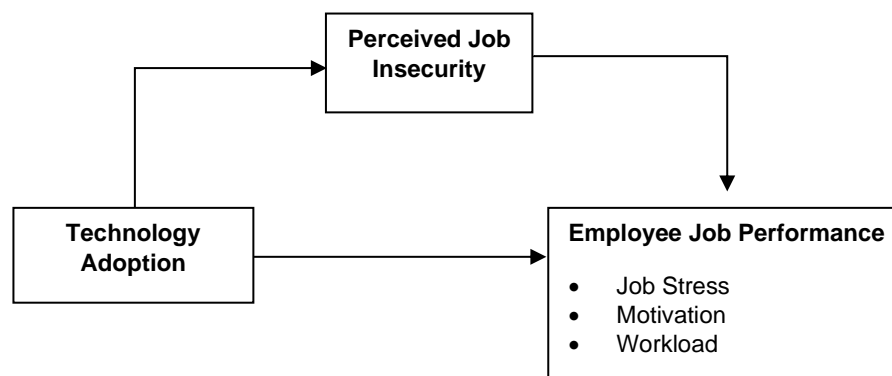 Perceived Job
Insecurity
Technology
Adoption
Employee Job Performance
• Job Stress
• Motivation
• Workload